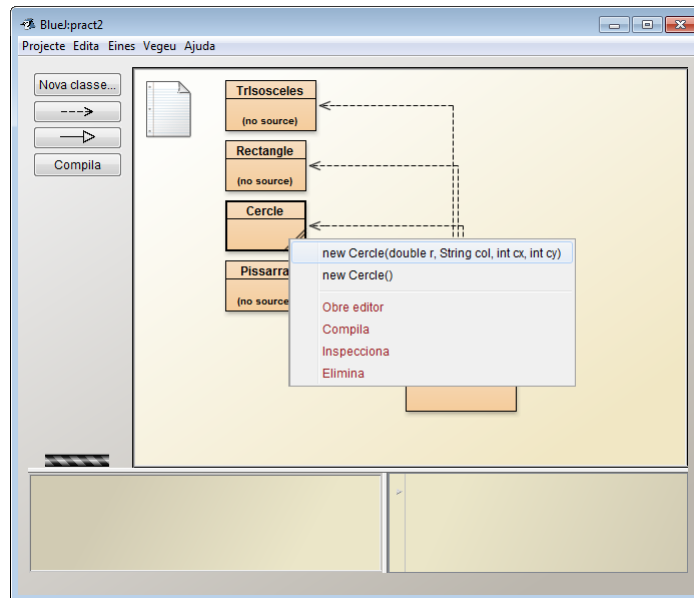 BlueJ:pract2
Projecte Edita Eines Vegeu Ajuda
Nova classe...
Compila
TrIsosceles
(no source)
Rectangle
(no source)
Cercle
Pissarra
(no source
new Cercle(double r, String col, int cx, int cy)
new Cercle()
Obre editor
Compila
Inspecciona
Elimina